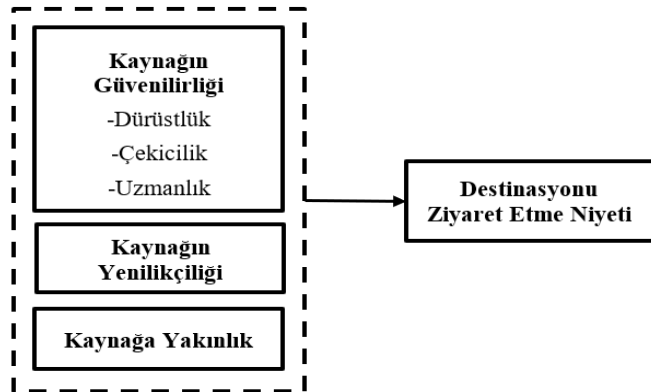 Kaynağın
Güvenilirliği
-Dürüstlük
-Çekicilik
-Uzmanlık
Kaynağın
Yenilikçiliği
Kaynağa Yakınlık
Destinasyonu
Ziyaret Etme Niyeti